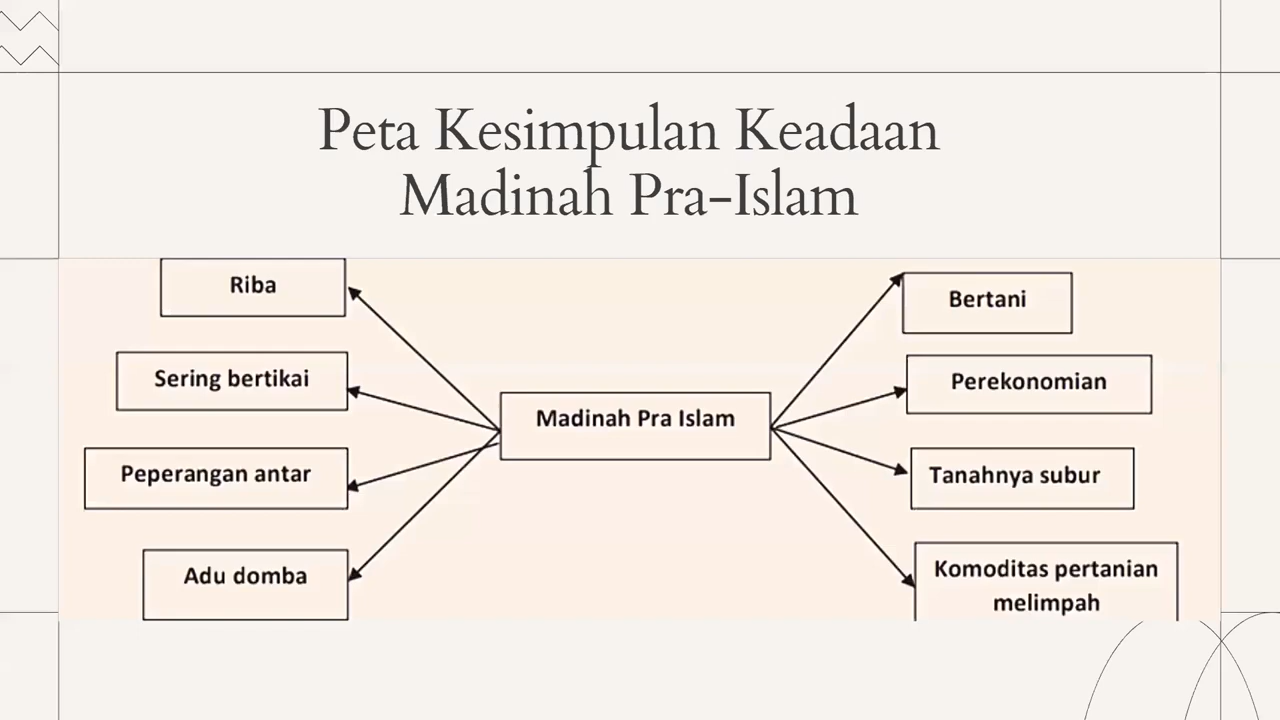 Peta Kesimpulan Keadaan
Madinah Pra-Islam
Riba
Sering bertikai
Peperangan antar
Adu domba
Madinah Pra Islam
Bertani
Perekonomian
Tanahnya subur
Komoditas pertanian
melimpah